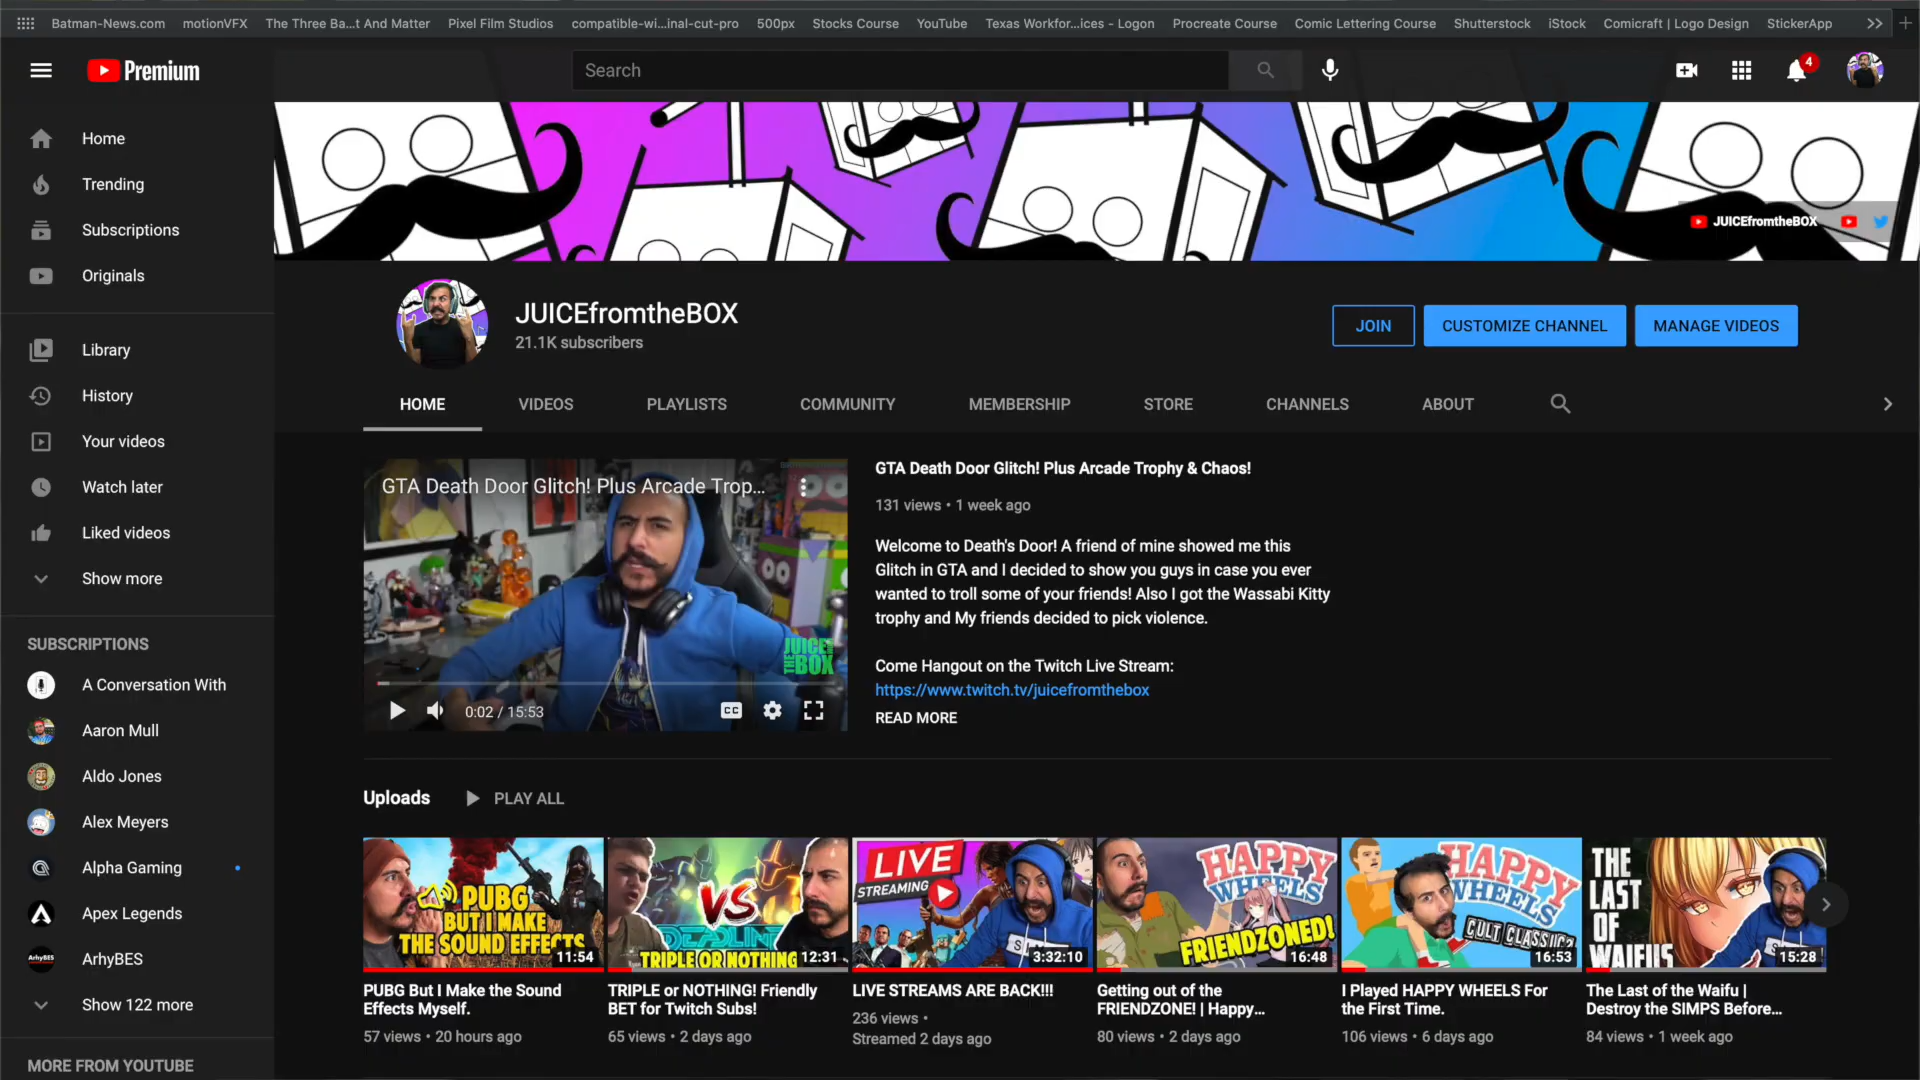 Batman-News.com motionVFX The Three Ba...t And Matter Pixel Film Studios compatible-wi...inal-cut-pro 500px Stocks Course YouTube Texas Workfor...ices - Logon Procreate Course Comic Lettering Course Shutterstock iStock Comicraft | Logo Design StickerApp
Premium
Search
4
Home
Trending
Subscriptions
Originals
Library
History
Your videos
Watch later
Liked videos
Show more
SUBSCRIPTIONS
A Conversation With
Aaron Mull
Aldo Jones
Alex Meyers
Alpha Gaming
Apex Legends
ArhyBES
ArhyBES
Show 122 more
MORE FROM YOUTUBE
JUICEfromtheBOX
JUICEfromtheBOX
21.1K subscribers
JOIN
CUSTOMIZE CHANNEL
MANAGE VIDEOS
HOME VIDEOS PLAYLISTS COMMUNITY MEMBERSHIP STORE CHANNELS ABOUT
GTA Death Door Glitch! Plus Arcade Trop...
JUICE
THE BOX
0:02 / 15:53
CC
GTA Death Door Glitch! Plus Arcade Trophy & Chaos!
131 views • 1 week ago
Welcome to Death's Door! A friend of mine showed me this
Glitch in GTA and I decided to show you guys in case you ever
wanted to troll some of your friends! Also I got the Wassabi Kitty
trophy and My friends decided to pick violence.
Come Hangout on the Twitch Live Stream:
https://www.twitch.tv/juicefromthebox
READ MORE
Uploads
PLAY ALL
PUBG
BUT I MAKE
THE SOUND EFFECTS
11:54
PUBG But I Make the Sound
Effects Myself.
57 views • 20 hours ago
VS
DEADLINE
TRIPLE OR NOTHING
12:31
TRIPLE or NOTHING! Friendly
BET for Twitch Subs!
65 views • 2 days ago
LIVE
STREAMING
3:32:10
LIVE STREAMS ARE BACK!!!
236 views •
Streamed 2 days ago
HAPPY
WHEELS
FRIENDZONED!
16:48
Getting out of the
FRIENDZONE! | Happy...
80 views • 2 days ago
HAPPY
WHEELS
CULT CLASSIC?
16:53
I Played HAPPY WHEELS For
the First Time.
106 views • 6 days ago
THE
LAST
OF
WAIFUS
15:28
The Last of the Waifu |
Destroy the SIMPS Before...
84 views • 1 week ago